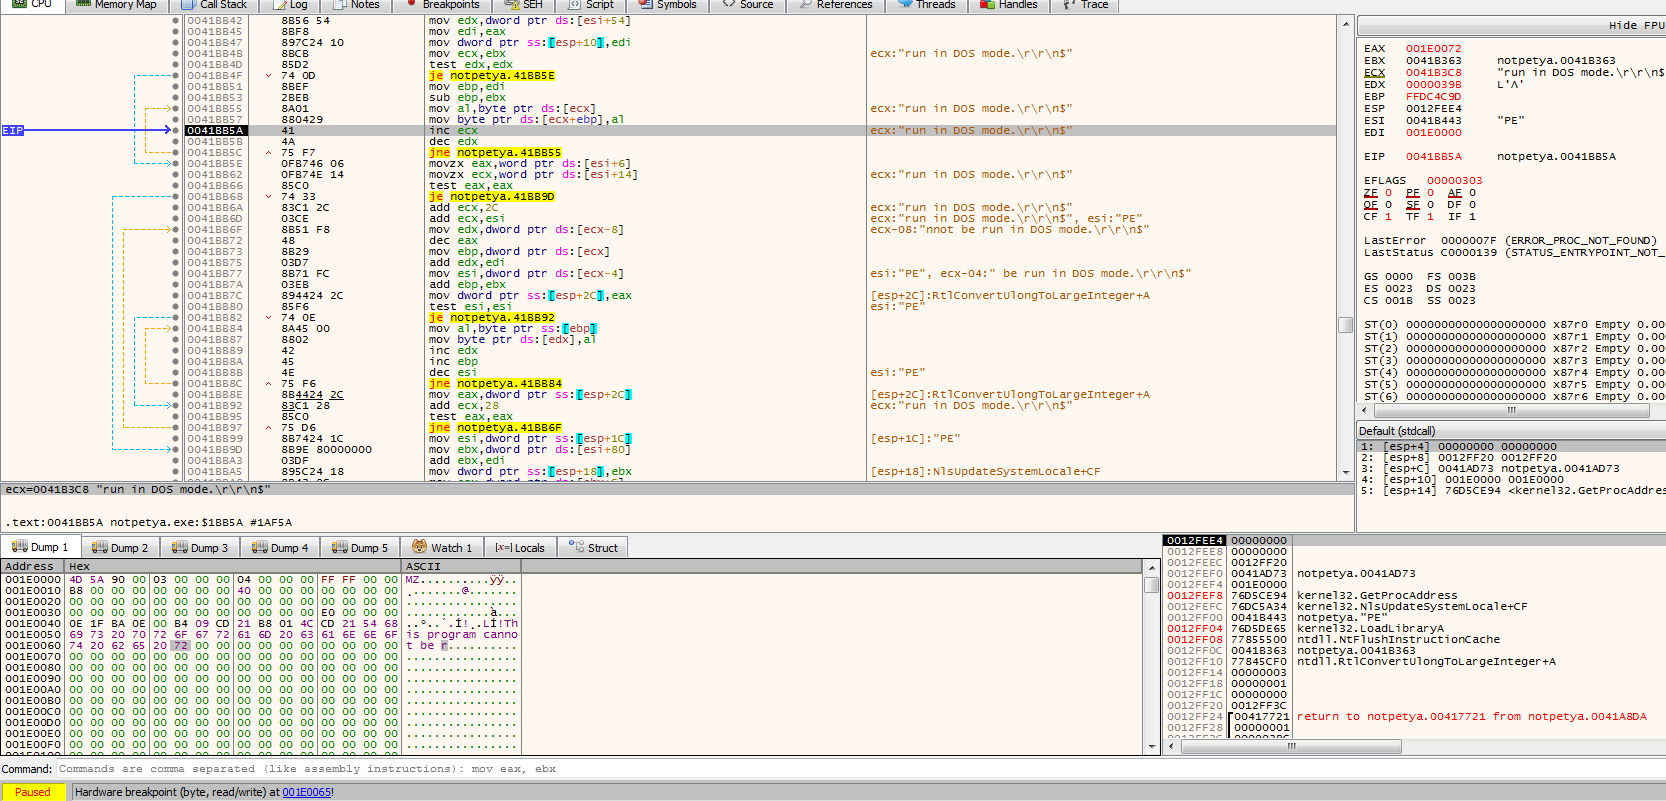 CPU Memory Map Call Stack Log Notes Breakpoints SEH Script Symbols Source References Threads Handles Trace
0041BB42 8B56 54 mov edx,dword ptr ds:[esi+54]
0041BB45 8BF8 mov edi,eax
0041BB47 897C24 10 mov dword ptr ss:[esp+10],edi
0041BB4B 8BCB mov ecx,ebx ecx:"run in DOS mode.\r\r\n$"
0041BB4D 85D2 test edx,edx
0041BB4F 74 0D je notpetya.41BB5E
0041BB51 8BEF mov ebp,edi
0041BB53 2BEB sub ebp,ebx
0041BB55 8A01 mov al,byte ptr ds:[ecx] ecx:"run in DOS mode.\r\r\n$"
0041BB57 880429 mov byte ptr ds:[ecx+ebp],al
EIP 0041BB5A 41 inc ecx ecx:"run in DOS mode.\r\r\n$"
0041BB5B 4A dec edx
0041BB5C 75 F7 jne notpetya.41BB55
0041BB5E 0FB746 06 movzx eax,word ptr ds:[esi+6]
0041BB62 0FB74E 14 movzx ecx,word ptr ds:[esi+14] ecx:"run in DOS mode.\r\r\n$"
0041BB66 85C0 test eax,eax
0041BB68 74 33 je notpetya.41BB9D
0041BB6A 83C1 2C add ecx,2C ecx:"run in DOS mode.\r\r\n$"
0041BB6D 03CE add ecx,esi ecx:"run in DOS mode.\r\r\n$", esi:"PE"
0041BB6F 8B51 F8 mov edx,dword ptr ds:[ecx-8] ecx-08:"nnot be run in DOS mode.\r\r\n$"
0041BB72 48 dec eax
0041BB73 8B29 mov ebp,dword ptr ds:[ecx]
0041BB75 03D7 add edx,edi
0041BB77 8B71 FC mov esi,dword ptr ds:[ecx-4] esi:"PE", ecx-04:" be run in DOS mode.\r\r\n$"
0041BB7A 03EB add ebp,ebx
0041BB7C 894424 2C mov dword ptr ss:[esp+2C],eax [esp+2C]:RtlConvertUlongToLargeInteger+A
0041BB80 85F6 test esi,esi esi:"PE"
0041BB82 74 0E je notpetya.41BB92
0041BB84 8A45 00 mov al,byte ptr ss:[ebp]
0041BB87 8802 mov byte ptr ds:[edx],al
0041BB89 42 inc edx
0041BB8A 45 inc ebp
0041BB8B 4E dec esi esi:"PE"
0041BB8C 75 F6 jne notpetya.41BB84
0041BB8E 8B4424 2C mov eax,dword ptr ss:[esp+2C] [esp+2C]:RtlConvertUlongToLargeInteger+A
0041BB92 83C1 28 add ecx,28 ecx:"run in DOS mode.\r\r\n$"
0041BB95 85C0 test eax,eax
0041BB97 75 D6 jne notpetya.41BB6F
0041BB99 8B7424 1C mov esi,dword ptr ss:[esp+1C] [esp+1C]:"PE"
0041BB9D 8B9E 80000000 mov ebx,dword ptr ds:[esi+80]
0041BBA3 03DF add ebx,edi
0041BBA5 895C24 18 mov dword ptr ss:[esp+18],ebx [esp+18]:NlsUpdateSystemLocale+CF
ecx=0041B3C8 "run in DOS mode.\r\r\n$"
.text:0041BB5A notpetya.exe:$1BB5A #1AF5A
Hide FPU
EAX 001E0072
EBX 0041B363 notpetya.0041B363
ECX 0041B3C8 "run in DOS mode.\r\r\n$
EDX 0000039B L'Λ'
EBP FFDC4C9D
ESP 0012FEE4
ESI 0041B443 "PE"
EDI 001E0000
EIP 0041BB5A notpetya.0041BB5A
EFLAGS 00000303
ZF 0 PF 0 AF 0
OF 0 SF 0 DF 0
CF 1 TF 1 IF 1
LastError 0000007F (ERROR_PROC_NOT_FOUND)
LastStatus C0000139 (STATUS_ENTRYPOINT_NOT_
GS 0000 FS 003B
ES 0023 DS 0023
CS 001B SS 0023
ST(0) 00000000000000000000 x87r0 Empty 0.00
ST(1) 00000000000000000000 x87r1 Empty 0.00
ST(2) 00000000000000000000 x87r2 Empty 0.00
ST(3) 00000000000000000000 x87r3 Empty 0.00
ST(4) 00000000000000000000 x87r4 Empty 0.00
ST(5) 00000000000000000000 x87r5 Empty 0.00
ST(6) 00000000000000000000 x87r6 Empty 0.00
Default (stdcall)
1: [esp+4] 00000000 00000000
2: [esp+8] 0012FF20 0012FF20
3: [esp+C] 0041AD73 notpetya.0041AD73
4: [esp+10] 001E0000 001E0000
5: [esp+14] 76D5CE94 <kernel32.GetProcAddre
Dump 1 Dump 2 Dump 3 Dump 4 Dump 5 Watch 1 [x=] Locals Struct
Address Hex ASCII
001E0000 4D 5A 90 00 03 00 00 00 04 00 00 00 FF FF 00 00 MZ..........ÿÿ..
001E0010 B8 00 00 00 00 00 00 00 40 00 00 00 00 00 00 00 ¸.......@.......
001E0020 00 00 00 00 00 00 00 00 00 00 00 00 00 00 00 00 ................
001E0030 00 00 00 00 00 00 00 00 00 00 00 00 E0 00 00 00 ............à...
001E0040 0E 1F BA 0E 00 B4 09 CD 21 B8 01 4C CD 21 54 68 ..º..´.Í!¸.LÍ!Th
001E0050 69 73 20 70 72 6F 67 72 61 6D 20 63 61 6E 6E 6F is program canno
001E0060 74 20 62 65 20 72 00 00 00 00 00 00 00 00 00 00 t be r..........
001E0070 00 00 00 00 00 00 00 00 00 00 00 00 00 00 00 00 ................
001E0080 00 00 00 00 00 00 00 00 00 00 00 00 00 00 00 00 ................
001E0090 00 00 00 00 00 00 00 00 00 00 00 00 00 00 00 00 ................
001E00A0 00 00 00 00 00 00 00 00 00 00 00 00 00 00 00 00 ................
001E00B0 00 00 00 00 00 00 00 00 00 00 00 00 00 00 00 00 ................
001E00C0 00 00 00 00 00 00 00 00 00 00 00 00 00 00 00 00 ................
001E00D0 00 00 00 00 00 00 00 00 00 00 00 00 00 00 00 00 ................
001E00E0 00 00 00 00 00 00 00 00 00 00 00 00 00 00 00 00 ................
001E00F0 00 00 00 00 00 00 00 00 00 00 00 00 00 00 00 00 ................
0012FEE4 00000000
0012FEE8 00000000
0012FEEC 0012FF20
0012FEF0 0041AD73 notpetya.0041AD73
0012FEF4 001E0000
0012FEF8 76D5CE94 kernel32.GetProcAddress
0012FEFC 76DC5A34 kernel32.NlsUpdateSystemLocale+CF
0012FF00 0041B443 notpetya."PE"
0012FF04 76D5DE65 kernel32.LoadLibraryA
0012FF08 77855500 ntdll.NtFlushInstructionCache
0012FF0C 0041B363 notpetya.0041B363
0012FF10 77845CF0 ntdll.RtlConvertUlongToLargeInteger+A
0012FF14 00000003
0012FF18 00000001
0012FF1C 00000000
0012FF20 0012FF3C
0012FF24 00417721 return to notpetya.00417721 from notpetya.0041A8DA
0012FF28 00000001
Command: Commands are comma separated (like assembly instructions): mov eax, ebx
Paused Hardware breakpoint (byte, read/write) at 001E0065!